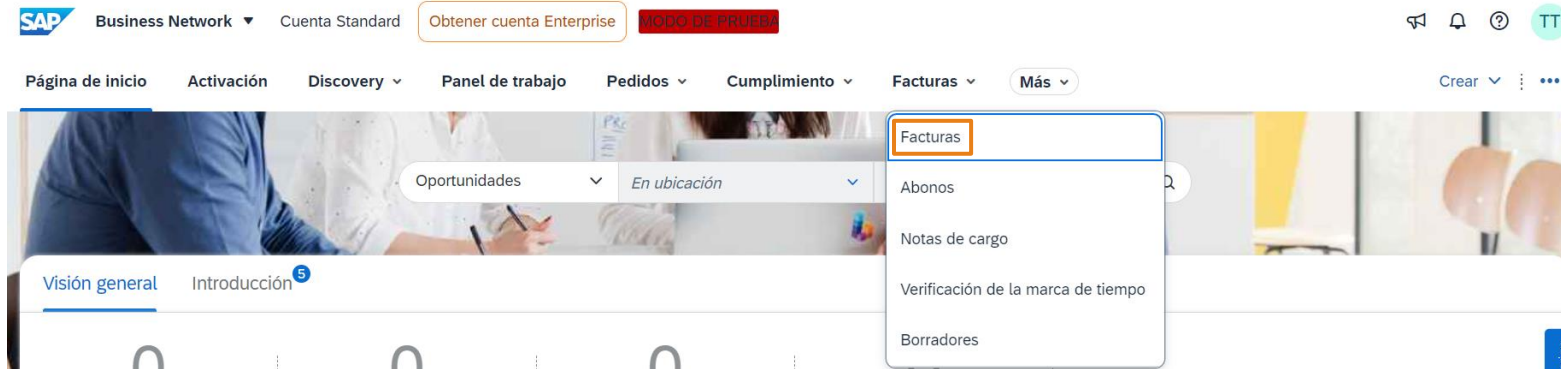 SAP Business Network Cuenta Standard Obtener cuenta Enterprise MODO DE PRUEBA TT
Página de inicio Activación Discovery Panel de trabajo Pedidos Cumplimiento Facturas Más Crear
Facturas
Oportunidades En ubicación
Abonos
Notas de cargo
Visión general Introducción 5
Verificación de la marca de tiempo
Borradores
0 0 0